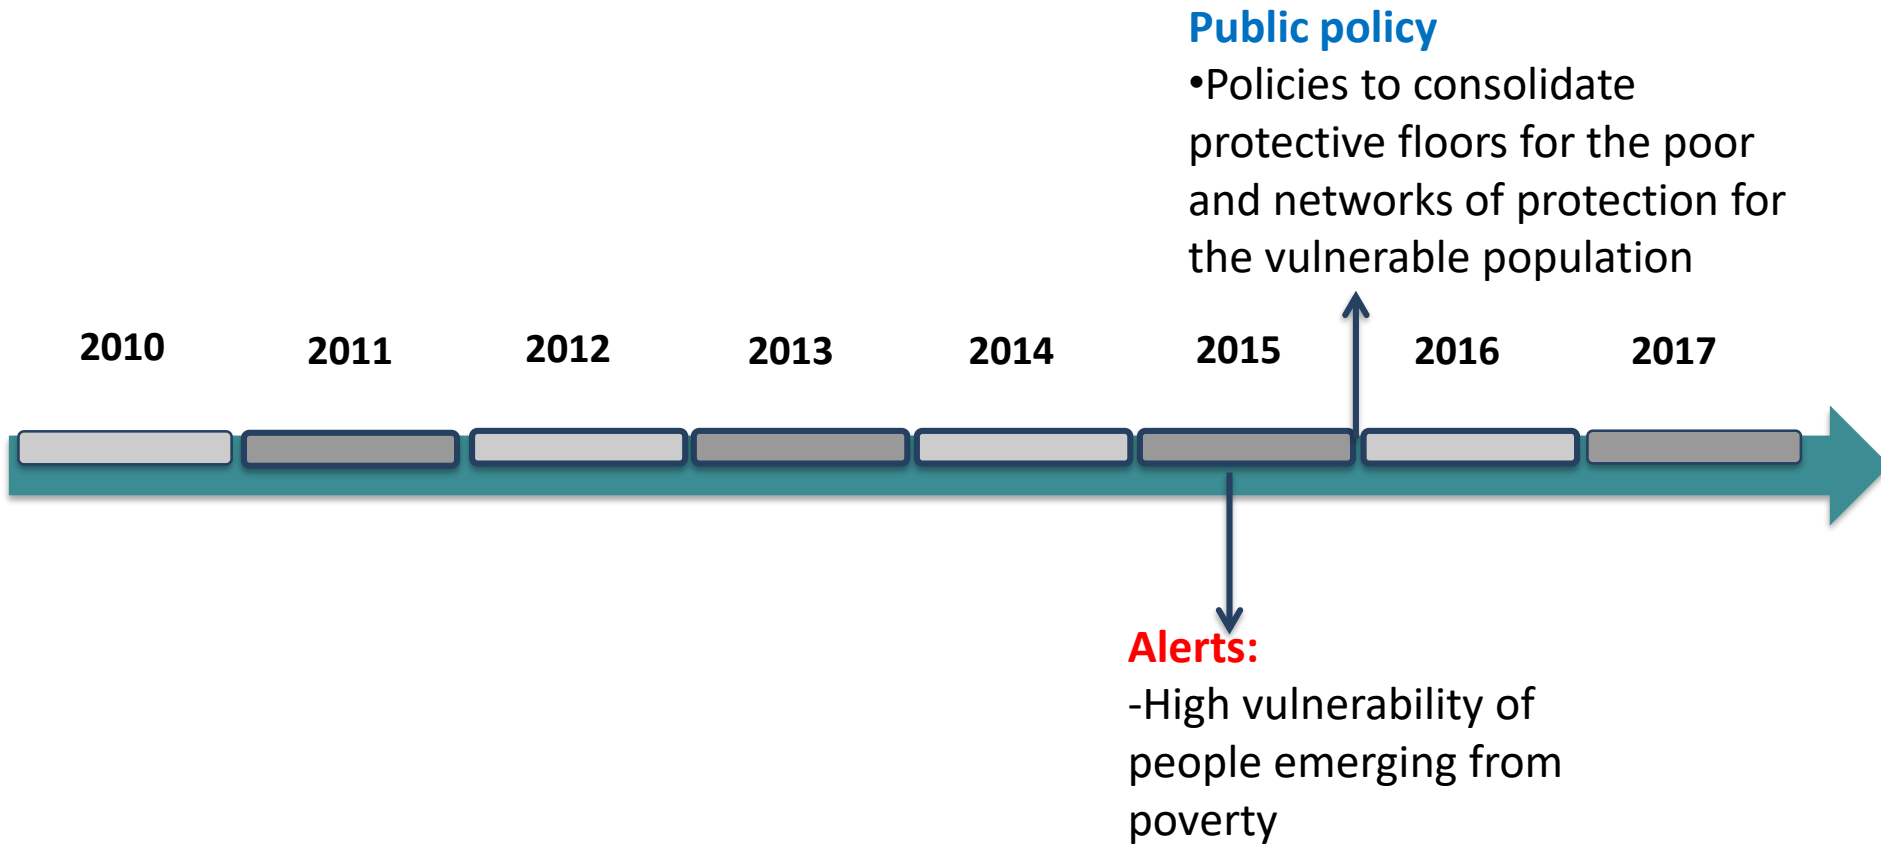 Public policy
•Policies to consolidate
protective floors for the poor
and networks of protection for
the vulnerable population
2010 2011 2012 2013 2014 2015 2016 2017
Alerts:
-High vulnerability of
people emerging from
poverty